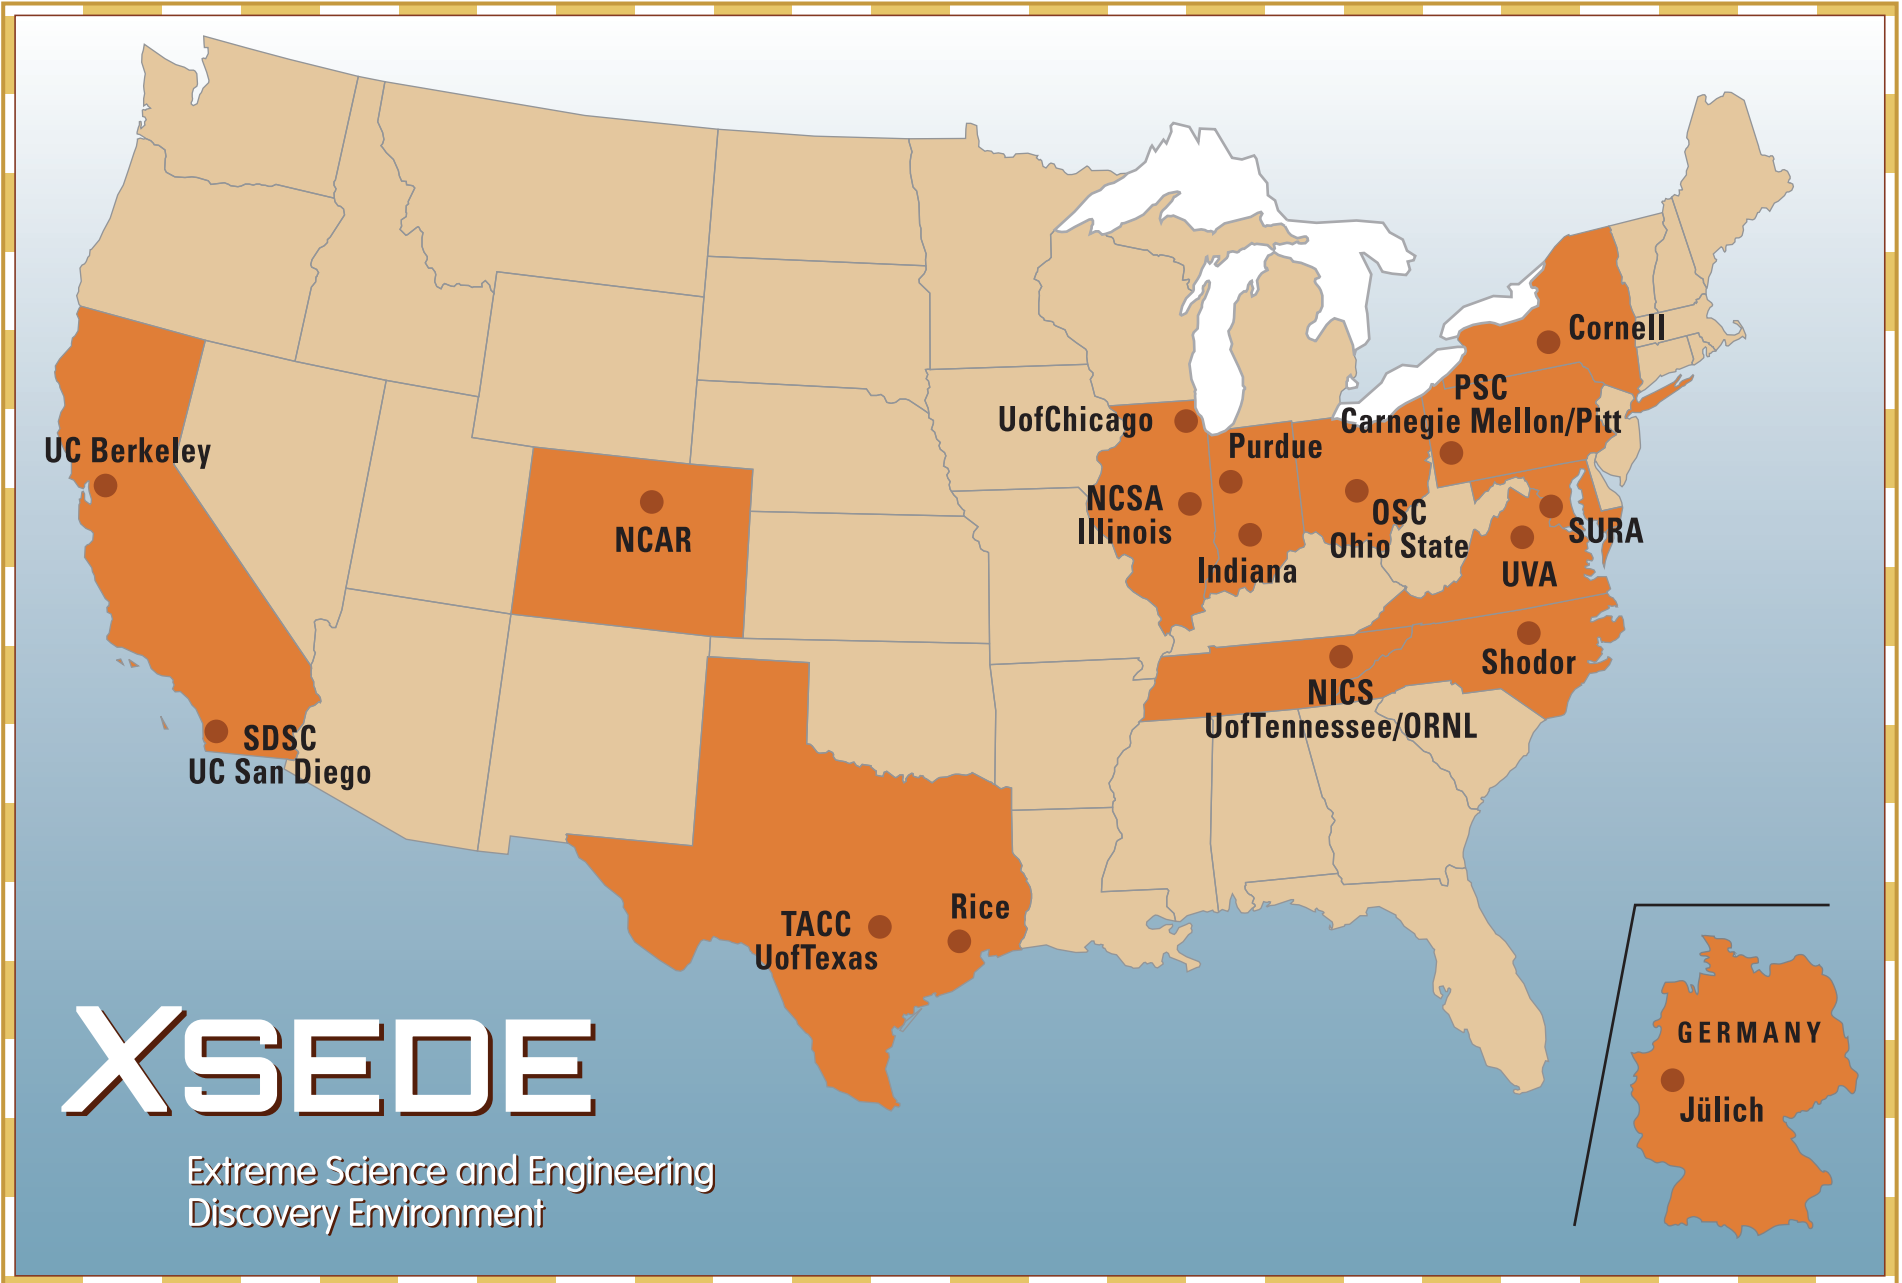 Cornell
PSC
Carnegie Mellon/Pitt
UofChicago
Purdue
UC Berkeley
NCSA
Illinois
OSC
Ohio State
SURA
NCAR
Indiana
UVA
Shodor
NICS
UofTennessee/ORNL
SDSC
UC San Diego
Rice
TACC
UofTexas
XSEDE
Extreme Science and Engineering
Discovery Environment
GERMANY
Jülich